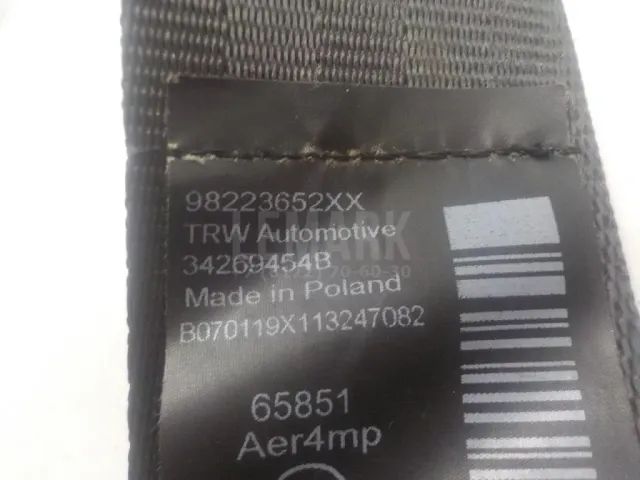 98223652XX
TRW Automotive
34269454B
Made in Poland
B070119X113247082
65851
Aer4mp